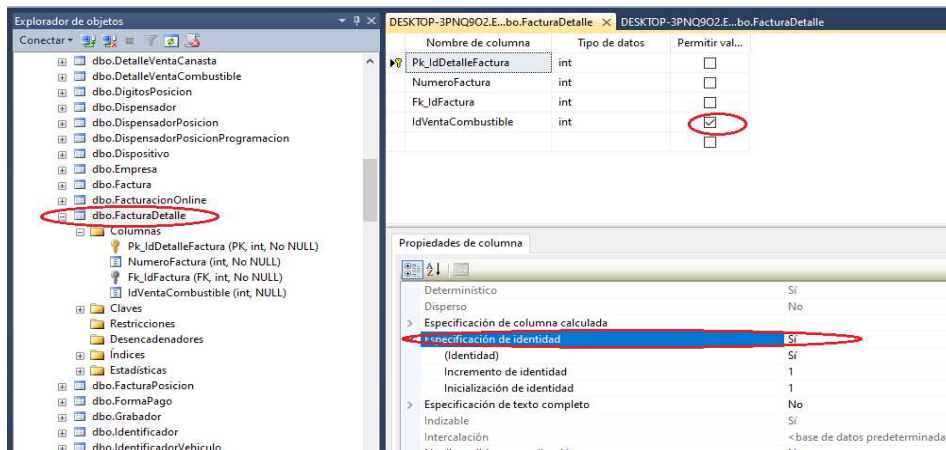 Explorador de objetos
Conectar
dbo.DetalleVentaCanasta
dbo.DetalleVentaCombustible
dbo.DigitosPosicion
dbo.Dispensador
dbo.DispensadorPosicion
dbo.DispensadorPosicionProgramacion
dbo.Dispositivo
dbo.Empresa
dbo.Factura
dbo.FacturacionOnline
dbo.FacturaDetalle
Columnas
Pk_IdDetalleFactura (PK, int, No NULL)
NumeroFactura (int, No NULL)
Fk_IdFactura (FK, int, No NULL)
IdVentaCombustible (int, NULL)
Claves
Restricciones
Desencadenadores
Índices
Estadísticas
dbo.FacturaPosicion
dbo.FormaPago
dbo.Grabador
dbo.Identificador
dbo.IdentificadorVehiculo
DESKTOP-3PNQ9O2.E...bo.FacturaDetalle DESKTOP-3PNQ9O2.E...bo.FacturaDetalle
Nombre de columna Tipo de datos Permitir val...
Pk_IdDetalleFactura int
NumeroFactura int
Fk_IdFactura int
IdVentaCombustible int
Propiedades de columna
Determinístico Sí
Disperso No
Especificación de columna calculada
Especificación de identidad Sí
(Identidad) Sí
Incremento de identidad 1
Inicialización de identidad 1
Especificación de texto completo No
Indizable Sí
Intercalación <base de datos predeterminada